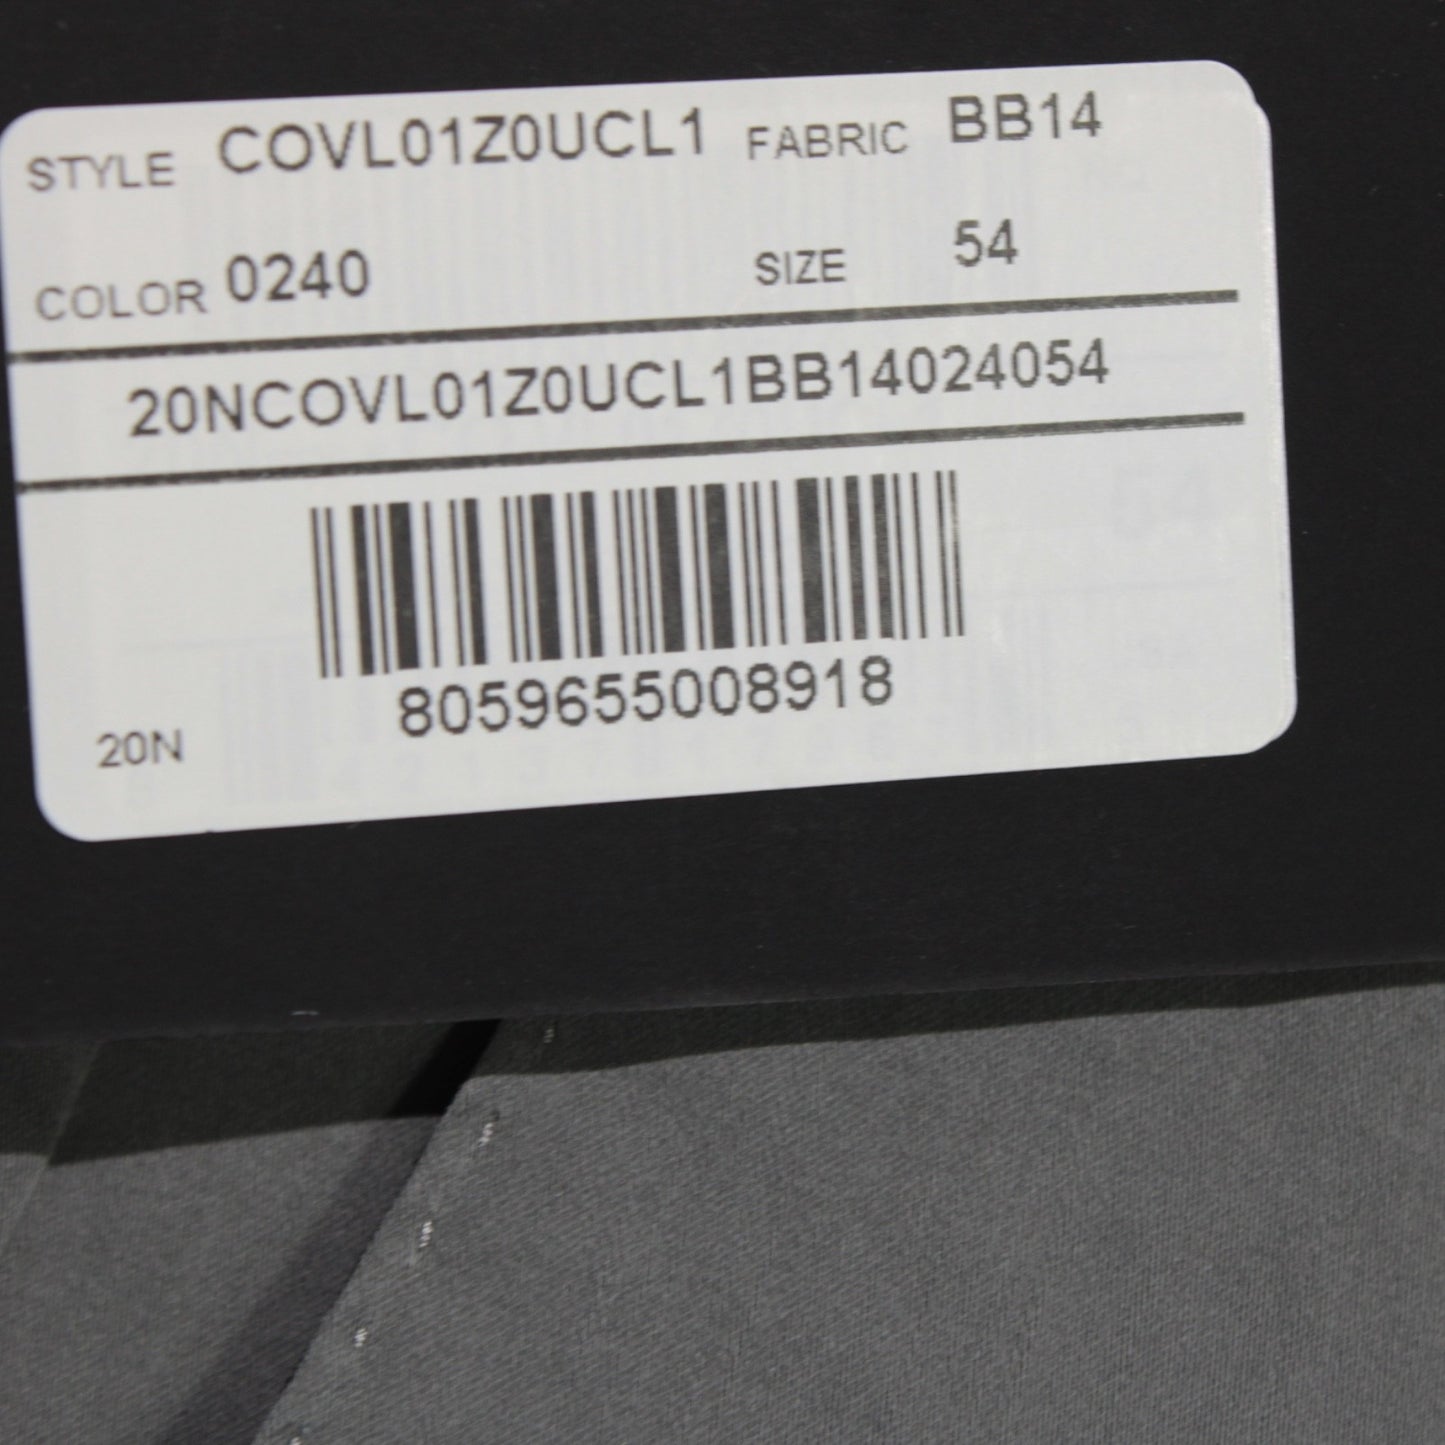 STYLE COVL01Z0UCL1 FABRIC BB14
COLOR 0240 SIZE 54
20NCOVL01Z0UCL1BB14024054
8059655008918
20N